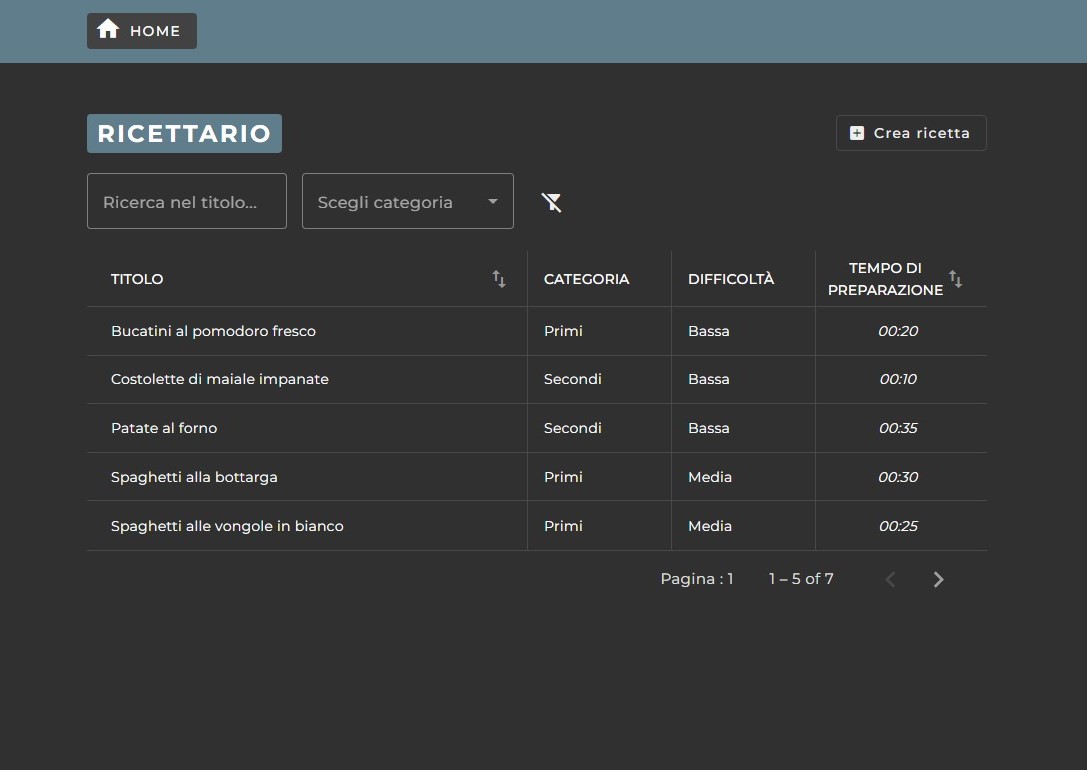 HOME
RICETTARIO
Crea ricetta
Ricerca nel titolo...
Scegli categoria
TITOLO CATEGORIA DIFFICOLTÀ TEMPO DI PREPARAZIONE
Bucatini al pomodoro fresco Primi Bassa 00:20
Costolette di maiale impanate Secondi Bassa 00:10
Patate al forno Secondi Bassa 00:35
Spaghetti alla bottarga Primi Media 00:30
Spaghetti alle vongole in bianco Primi Media 00:25
Pagina : 1 1 – 5 of 7